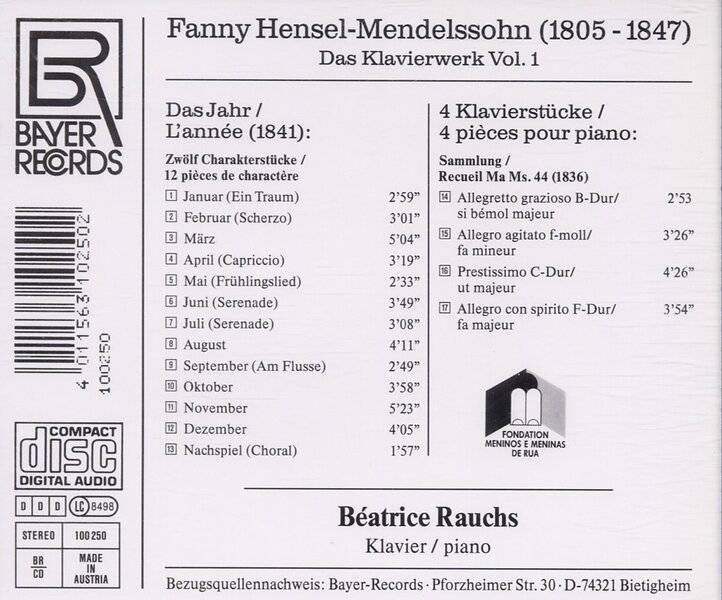 BAYER
RECORDS
Fanny Hensel-Mendelssohn (1805 - 1847)
Das Klavierwerk Vol. 1
Das Jahr /
L'année (1841):
Zwölf Charakterstücke /
12 pièces de charactère
1 Januar (Ein Traum) 2'59"
2 Februar (Scherzo) 3'01"
3 März 5'04"
4 April (Capriccio) 3'19"
5 Mai (Frühlingslied) 2'33"
6 Juni (Serenade) 3'49"
7 Juli (Serenade) 3'08"
8 August 4'11"
9 September (Am Flusse) 2'49"
10 Oktober 3'58"
11 November 5'23"
12 Dezember 4'05"
13 Nachspiel (Choral) 1'57"
4 Klavierstücke /
4 pièces pour piano:
Sammlung /
Recueil Ma Ms. 44 (1836)
14 Allegretto grazioso B-Dur/ 2'53
si bémol majeur
15 Allegro agitato f-moll/ 3'26"
fa mineur
16 Prestissimo C-Dur/ 4'26"
ut majeur
17 Allegro con spirito F-Dur/ 3'54"
fa majeur
FONDATION
MENINOS E MENINAS
DE RUA
4 011563 102502
100250
COMPACT
disc
DIGITAL AUDIO
D D D LC 8498
STEREO 100 250
BR
CD
MADE
IN
AUSTRIA
Béatrice Rauchs
Klavier / piano
Bezugsquellennachweis: Bayer-Records · Pforzheimer Str. 30 · D-74321 Bietigheim